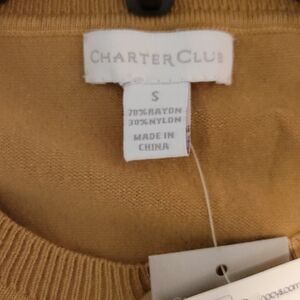 CHARTER CLUB
S
70% RAYON
30% NYLON
MADE IN
CHINA